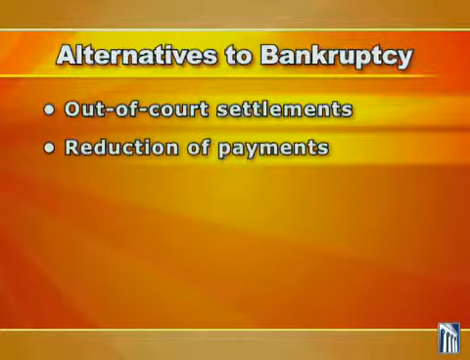 Alternatives to Bankruptcy
• Out-of-court settlements
• Reduction of payments